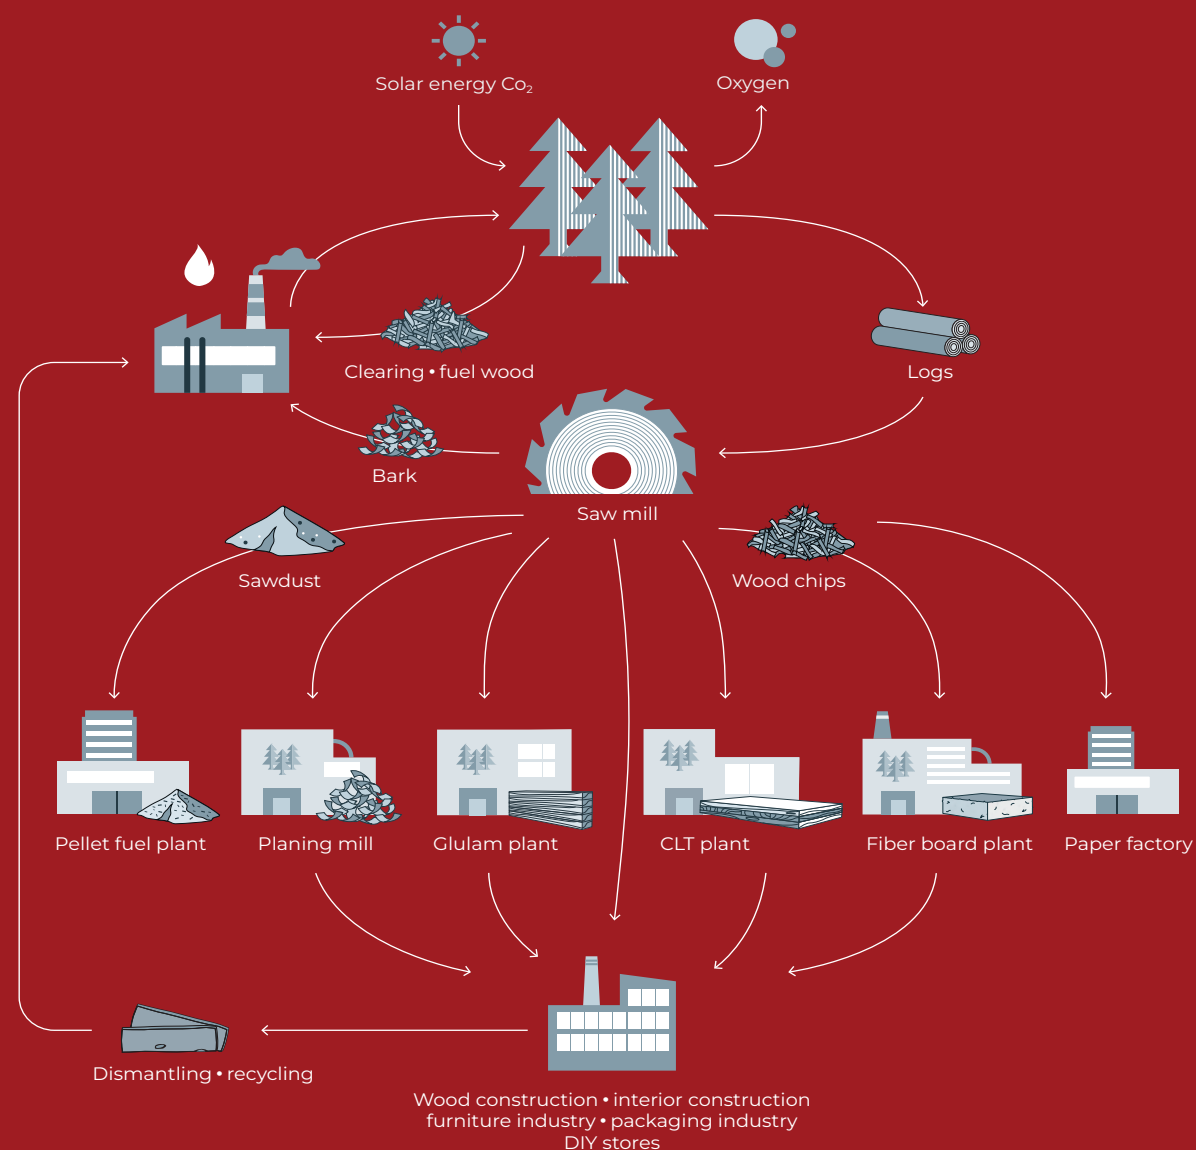 Solar energy Co₂
Oxygen
Clearing • fuel wood
Logs
Bark
Saw mill
Sawdust
Wood chips
Pellet fuel plant
Planing mill
Glulam plant
CLT plant
Fiber board plant
Paper factory
Dismantling • recycling
Wood construction • interior construction
furniture industry • packaging industry
DIY stores